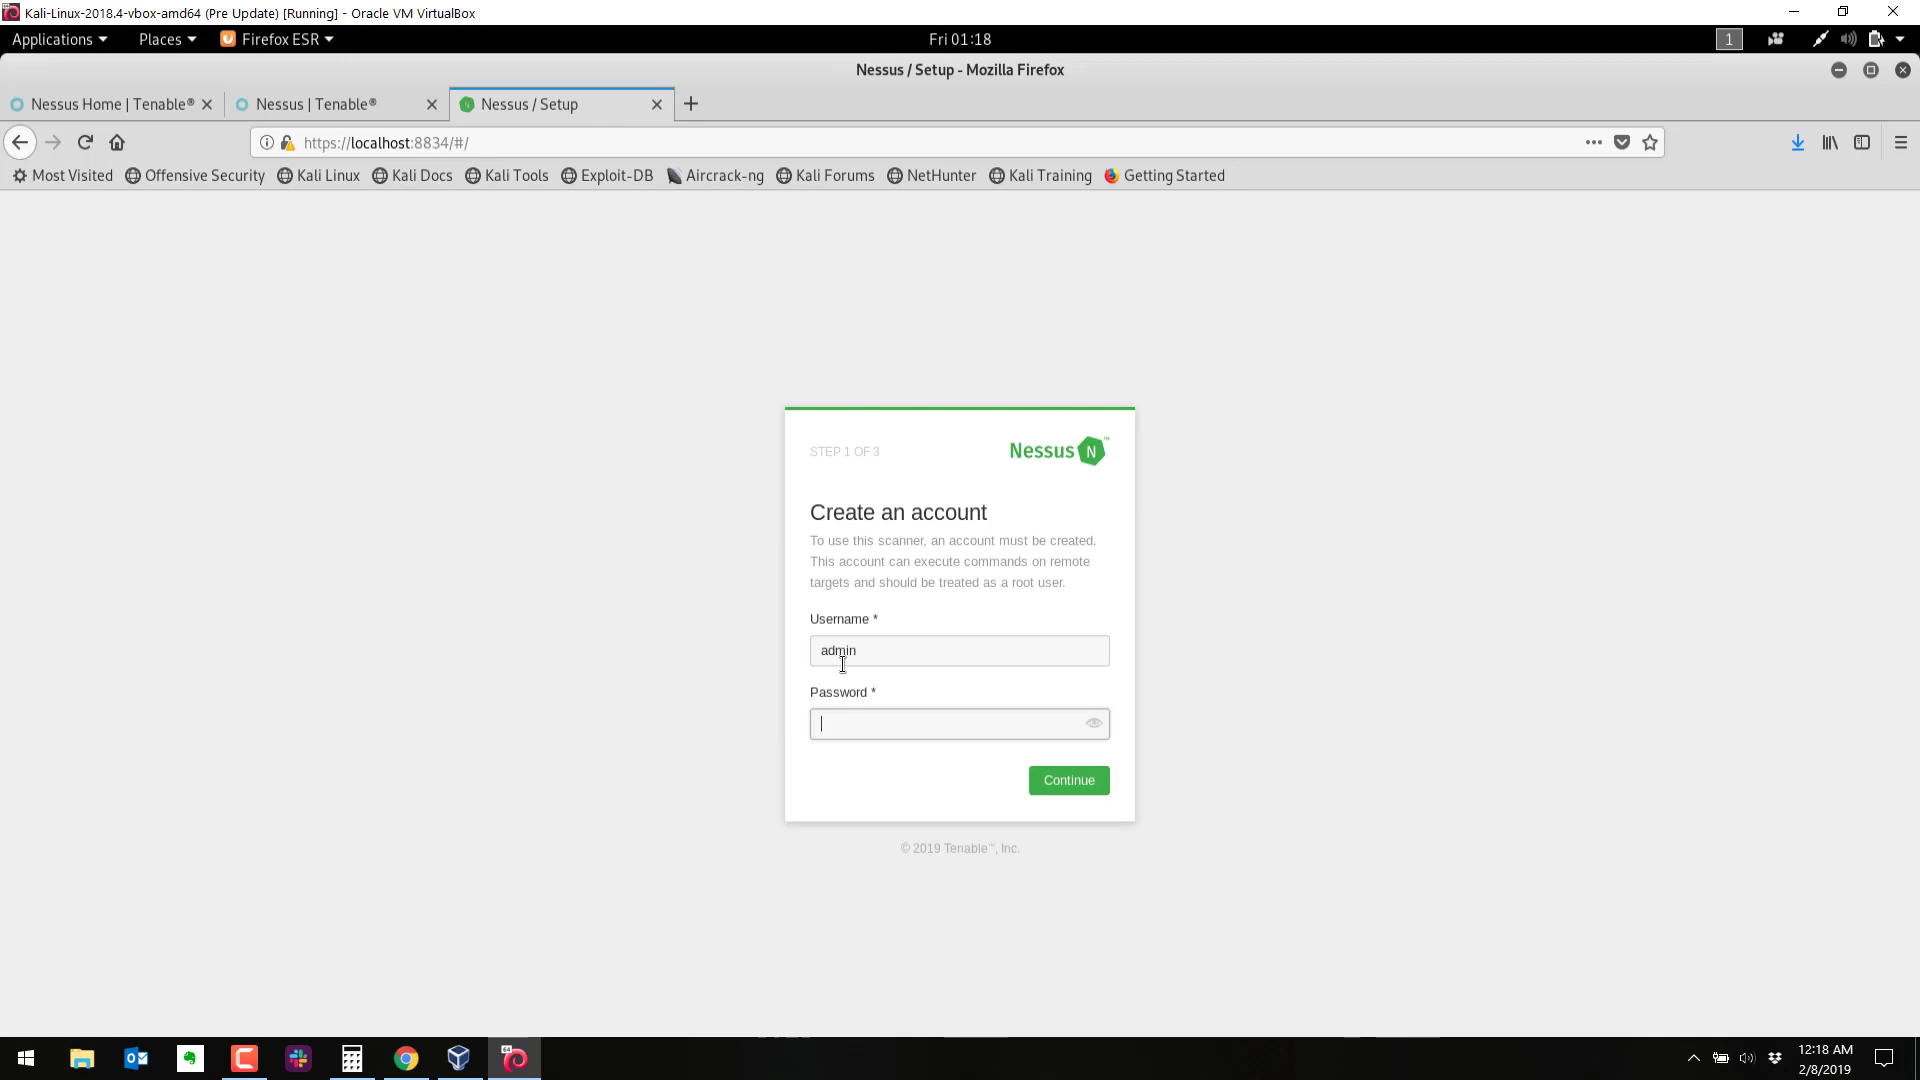 Kali-Linux-2018.4-vbox-amd64 (Pre Update) [Running] - Oracle VM VirtualBox
Applications Places Firefox ESR Fri 01:18 1
Nessus / Setup - Mozilla Firefox
Nessus Home | Tenable® Nessus | Tenable® Nessus / Setup
https://localhost:8834/#/
Most Visited Offensive Security Kali Linux Kali Docs Kali Tools Exploit-DB Aircrack-ng Kali Forums NetHunter Kali Training Getting Started
STEP 1 OF 3 Nessus N™
Create an account
To use this scanner, an account must be created.
This account can execute commands on remote
targets and should be treated as a root user.
Username *
admin
Password *
Continue
© 2019 Tenable™, Inc.
12:18 AM
2/8/2019